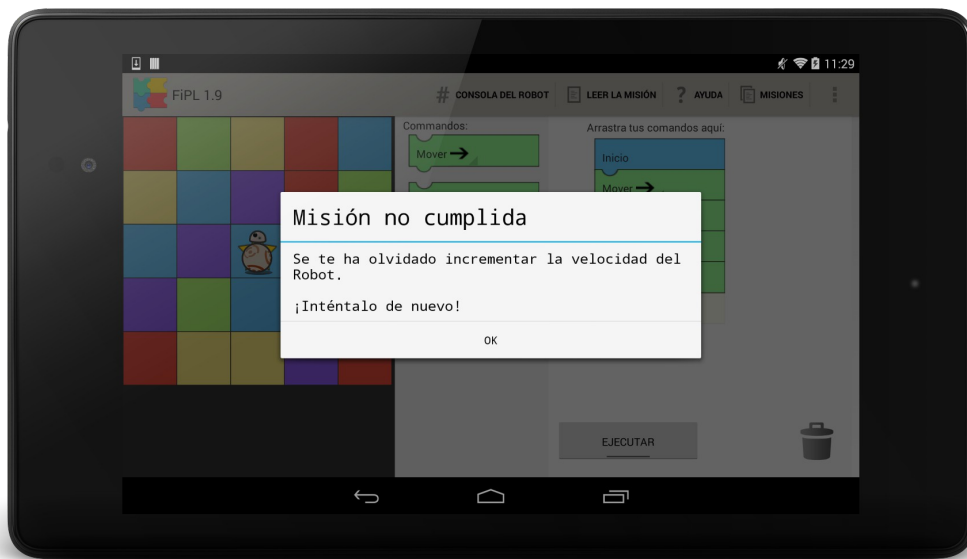 11:29
FiPL 1.9
# CONSOLA DEL ROBOT
LEER LA MISIÓN
? AYUDA
MISIONES
Commandos:
Arrastra tus comandos aquí:
Mover
Inicio
Mover
Misión no cumplida
Se te ha olvidado incrementar la velocidad del
Robot.
¡Inténtalo de nuevo!
OK
EJECUTAR